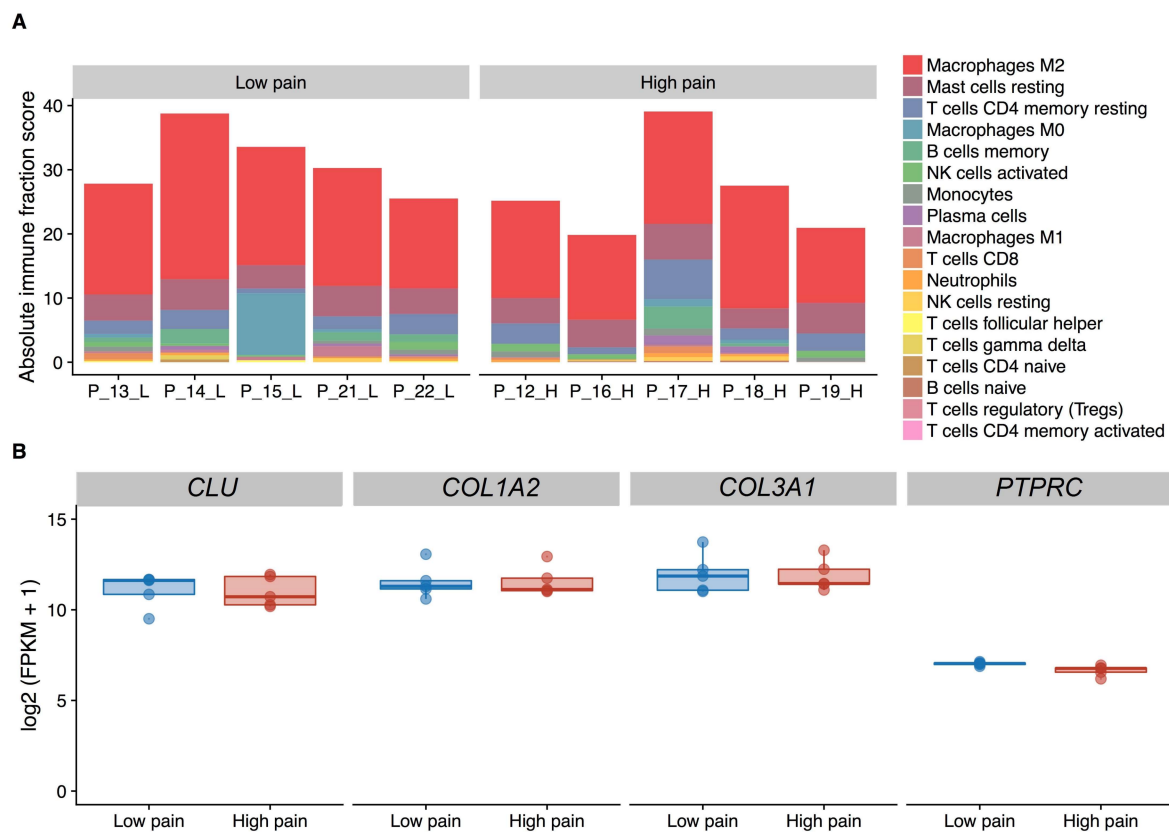 A
Low pain
High pain
Absolute immune fraction score
40
30
20
10
0
P_13_L P_14_L P_15_L P_21_L P_22_L
P_12_H P_16_H P_17_H P_18_H P_19_H
Macrophages M2
Mast cells resting
T cells CD4 memory resting
Macrophages M0
B cells memory
NK cells activated
Monocytes
Plasma cells
Macrophages M1
T cells CD8
Neutrophils
NK cells resting
T cells follicular helper
T cells gamma delta
T cells CD4 naive
B cells naive
T cells regulatory (Tregs)
T cells CD4 memory activated
B
CLU
COL1A2
COL3A1
PTPRC
log2 (FPKM + 1)
15
10
5
0
Low pain High pain
Low pain High pain
Low pain High pain
Low pain High pain